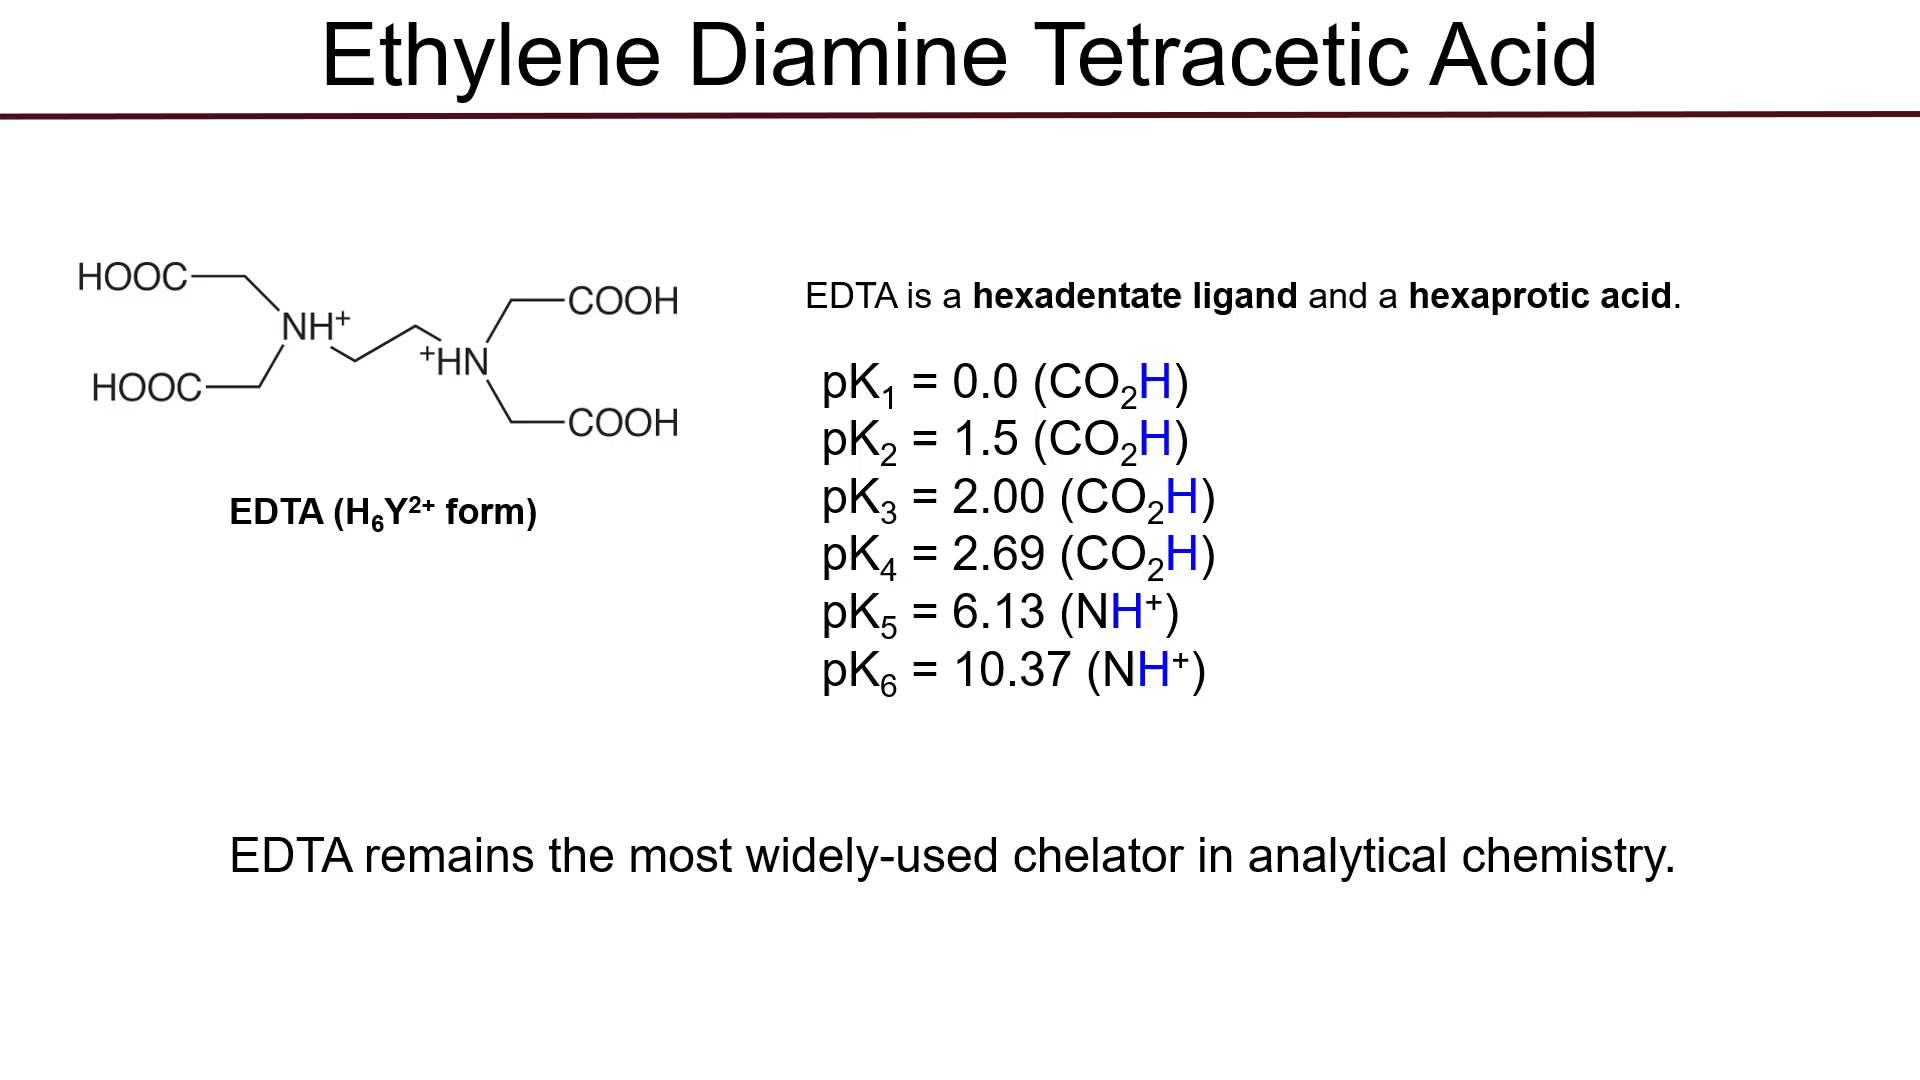 Ethylene Diamine Tetracetic Acid
HOOC
NH⁺
HOOC
COOH
⁺HN
COOH
EDTA (H₆Y²⁺ form)
EDTA is a hexadentate ligand and a hexaprotic acid.
pK₁ = 0.0 (CO₂H)
pK₂ = 1.5 (CO₂H)
pK₃ = 2.00 (CO₂H)
pK₄ = 2.69 (CO₂H)
pK₅ = 6.13 (NH⁺)
pK₆ = 10.37 (NH⁺)
EDTA remains the most widely-used chelator in analytical chemistry.